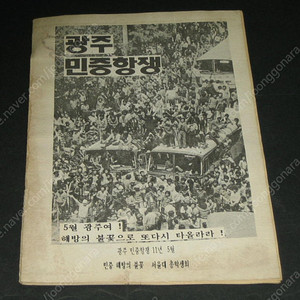 광주
민중항쟁
5월 광주여!
해방의 불꽃으로 또다시 타올라라!
광주 민중항쟁 11년 5월
민중 해방의 불꽃 서울대 총학생회